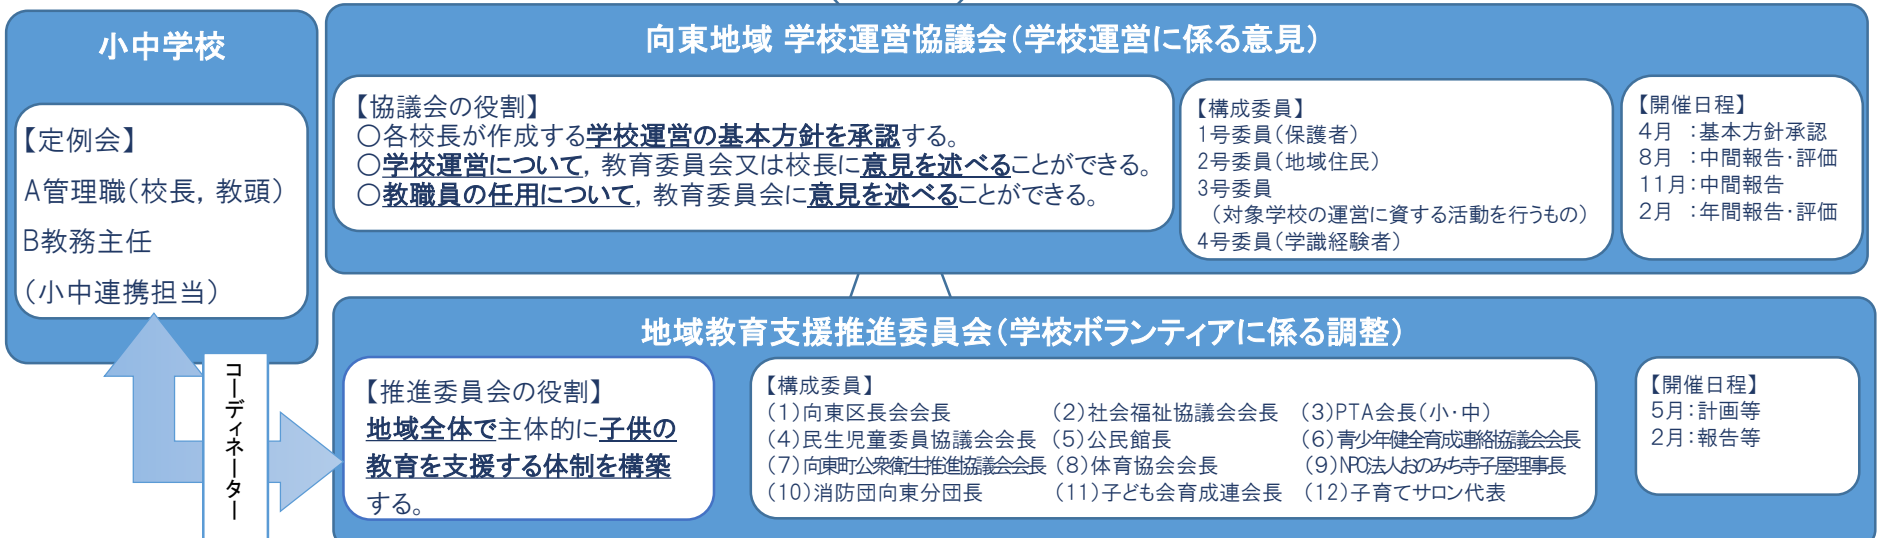 小中学校
【定例会】
A管理職(校長，教頭)
B教務主任
(小中連携担当)
向東地域 学校運営協議会(学校運営に係る意見)
【協議会の役割】
○各校長が作成する学校運営の基本方針を承認する。
○学校運営について，教育委員会又は校長に意見を述べることができる。
○教職員の任用について，教育委員会に意見を述べることができる。
【構成委員】
1号委員(保護者)
2号委員(地域住民)
3号委員
(対象学校の運営に資する活動を行うもの)
4号委員(学識経験者)
【開催日程】
4月 ：基本方針承認
8月 ：中間報告・評価
11月：中間報告
2月 ：年間報告・評価
コーディネーター
地域教育支援推進委員会(学校ボランティアに係る調整)
【推進委員会の役割】
地域全体で主体的に子供の
教育を支援する体制を構築
する。
【構成委員】
(1)向東区長会会長 (2)社会福祉協議会会長 (3)PTA会長(小・中)
(4)民生児童委員協議会会長 (5)公民館長 (6)青少年健全育成連絡協議会会長
(7)向東町公衆衛生推進協議会会長 (8)体育協会会長 (9)NPO法人おのみち寺子屋理事長
(10)消防団向東分団長 (11)子ども会育成連会長 (12)子育てサロン代表
【開催日程】
5月：計画等
2月：報告等